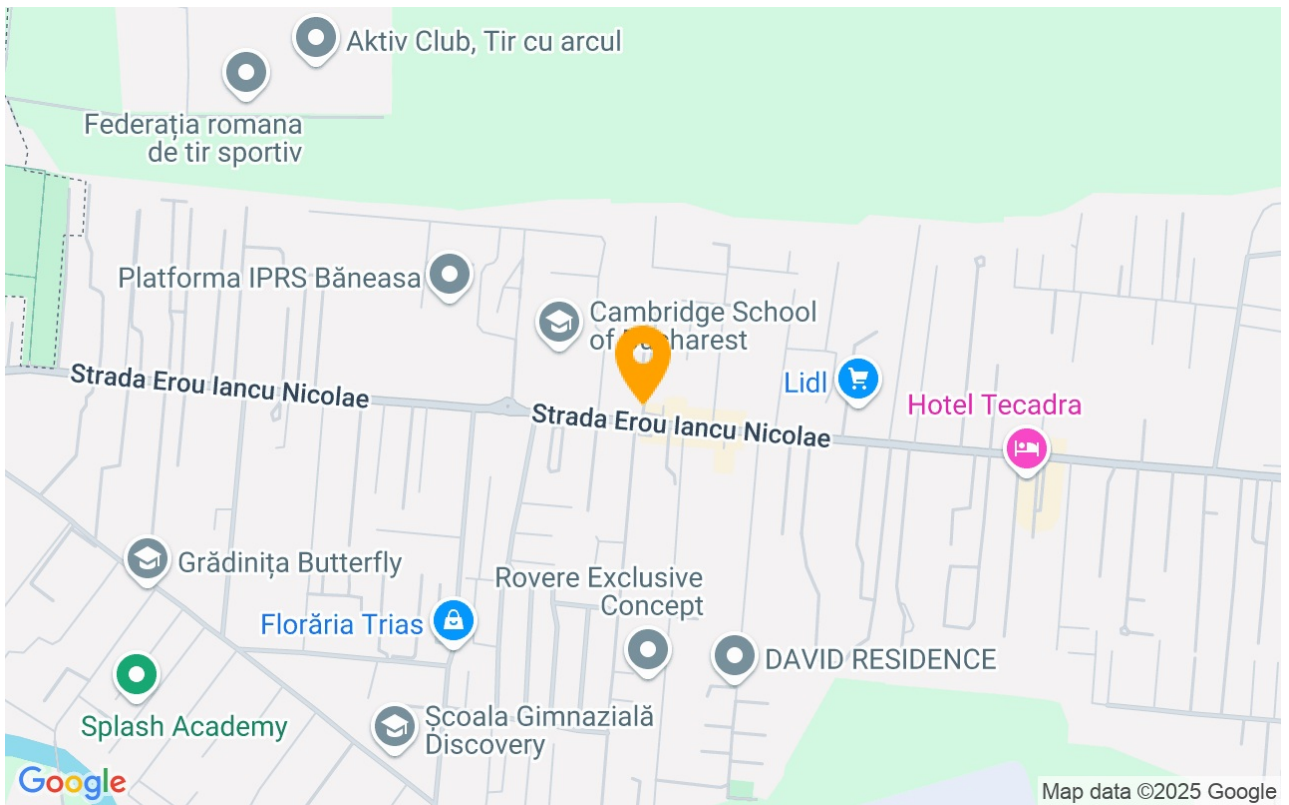 Aktiv Club, Tir cu arcul
Federația romana
de tir sportiv
Platforma IPRS Băneasa
Cambridge School
of Bucharest
Strada Erou Iancu Nicolae
Lidl
Hotel Tecadra
Strada Erou Iancu Nicolae
Grădinița Butterfly
Rovere Exclusive
Concept
Florăria Trias
DAVID RESIDENCE
Splash Academy
Școala Gimnazială
Discovery
Google
Map data ©2025 Google